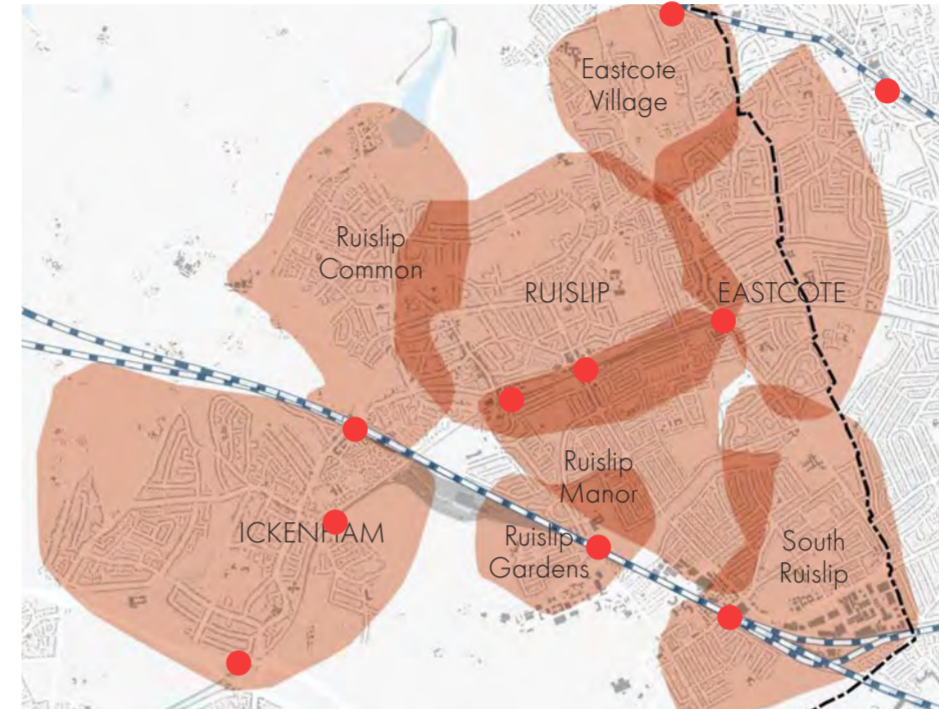 Eastcote
Village
Ruislip
Common
RUISLIP
EASTCOTE
Ruislip
Manor
ICKENHAM
Ruislip
Gardens
South
Ruislip